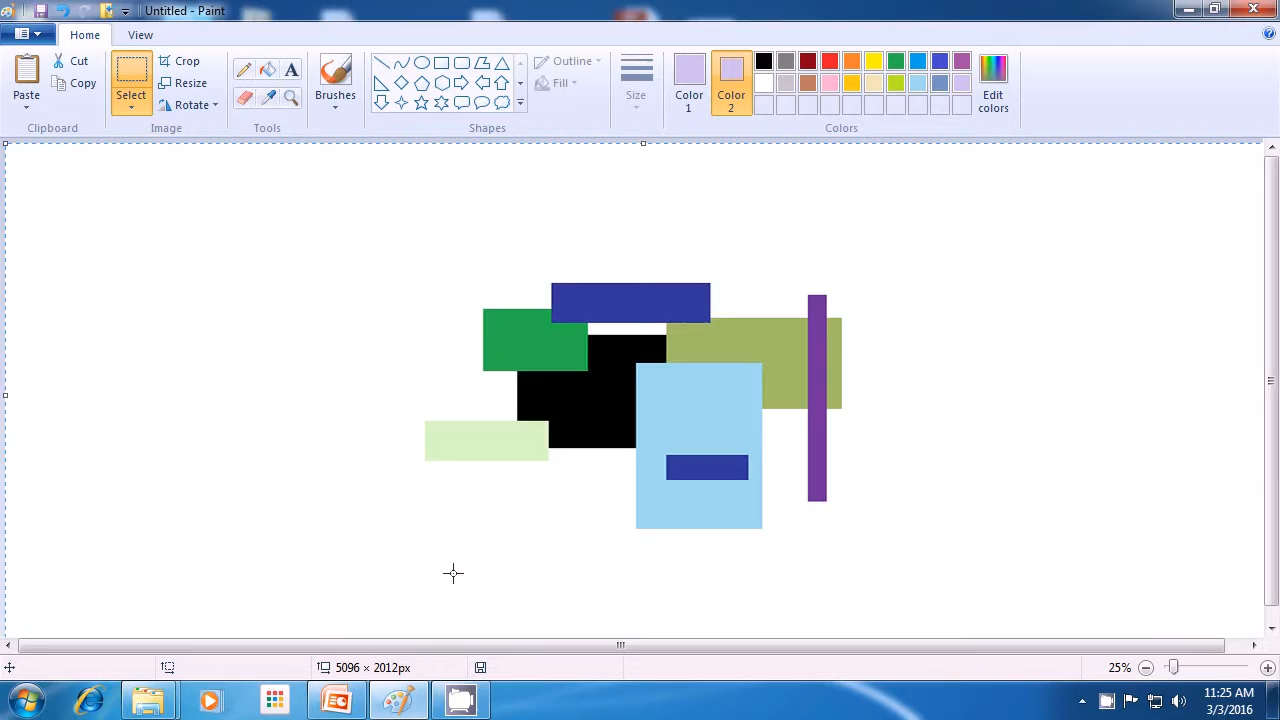 Untitled - Paint
Home View
Cut
Copy
Paste
Clipboard
Crop
Resize
Rotate
Select
Image
A
Tools
Brushes
Outline
Fill
Shapes
Size
Color 1
Color 2
Edit colors
Colors
5096 × 2012px
25%
11:25 AM
3/3/2016